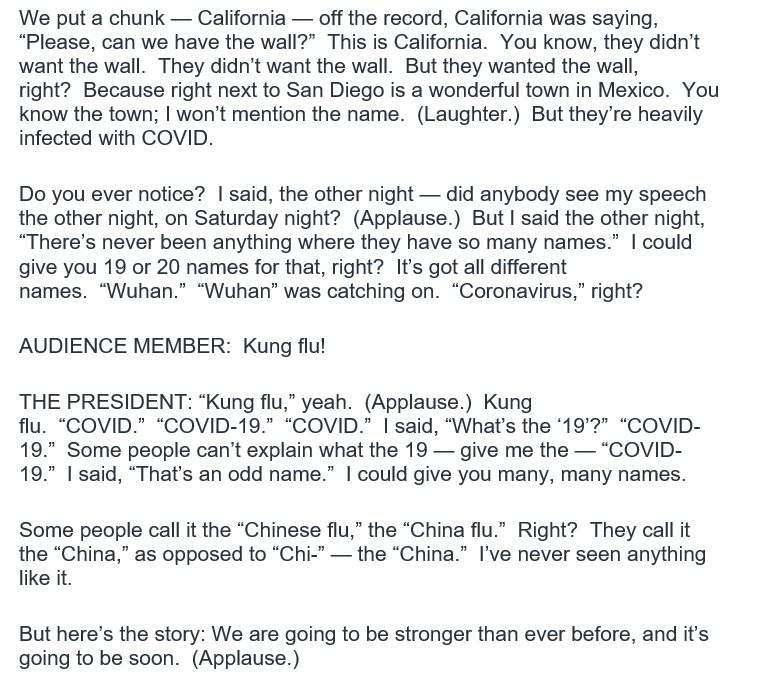 We put a chunk — California — off the record, California was saying,
“Please, can we have the wall?”  This is California.  You know, they didn’t
want the wall.  They didn’t want the wall.  But they wanted the wall,
right?  Because right next to San Diego is a wonderful town in Mexico.  You
know the town; I won’t mention the name.  (Laughter.)  But they’re heavily
infected with COVID.
Do you ever notice?  I said, the other night — did anybody see my speech
the other night, on Saturday night?  (Applause.)  But I said the other night,
“There’s never been anything where they have so many names.”  I could
give you 19 or 20 names for that, right?  It’s got all different
names.  “Wuhan.”  “Wuhan” was catching on.  “Coronavirus,” right?
AUDIENCE MEMBER:  Kung flu!
THE PRESIDENT: “Kung flu,” yeah.  (Applause.)  Kung
flu.  “COVID.”  “COVID-19.”  “COVID.”  I said, “What’s the ‘19’?”  “COVID-
19.”  Some people can’t explain what the 19 — give me the — “COVID-
19.”  I said, “That’s an odd name.”  I could give you many, many names.
Some people call it the “Chinese flu,” the “China flu.”  Right?  They call it
the “China,” as opposed to “Chi-” — the “China.”  I’ve never seen anything
like it.
But here’s the story: We are going to be stronger than ever before, and it’s
going to be soon.  (Applause.)